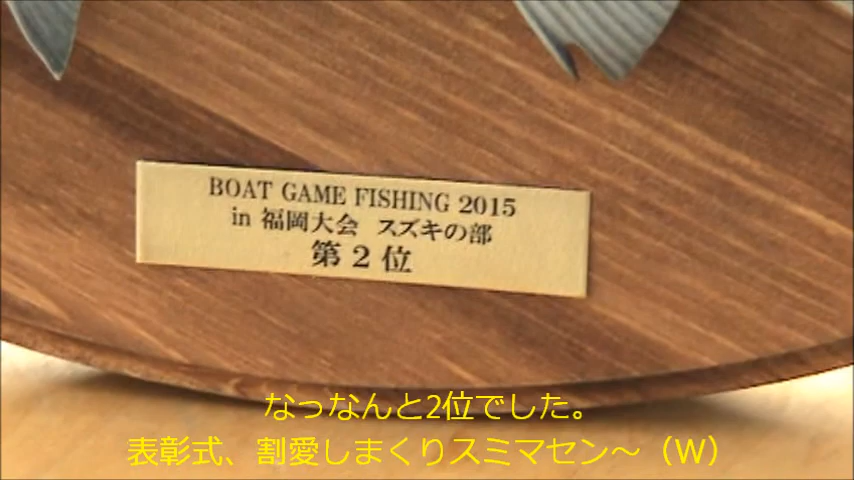 BOAT GAME FISHING 2015
in 福岡大会 スズキの部
第2位
なっなんと2位でした。
表彰式、割愛しまくりスミマセン～（W）